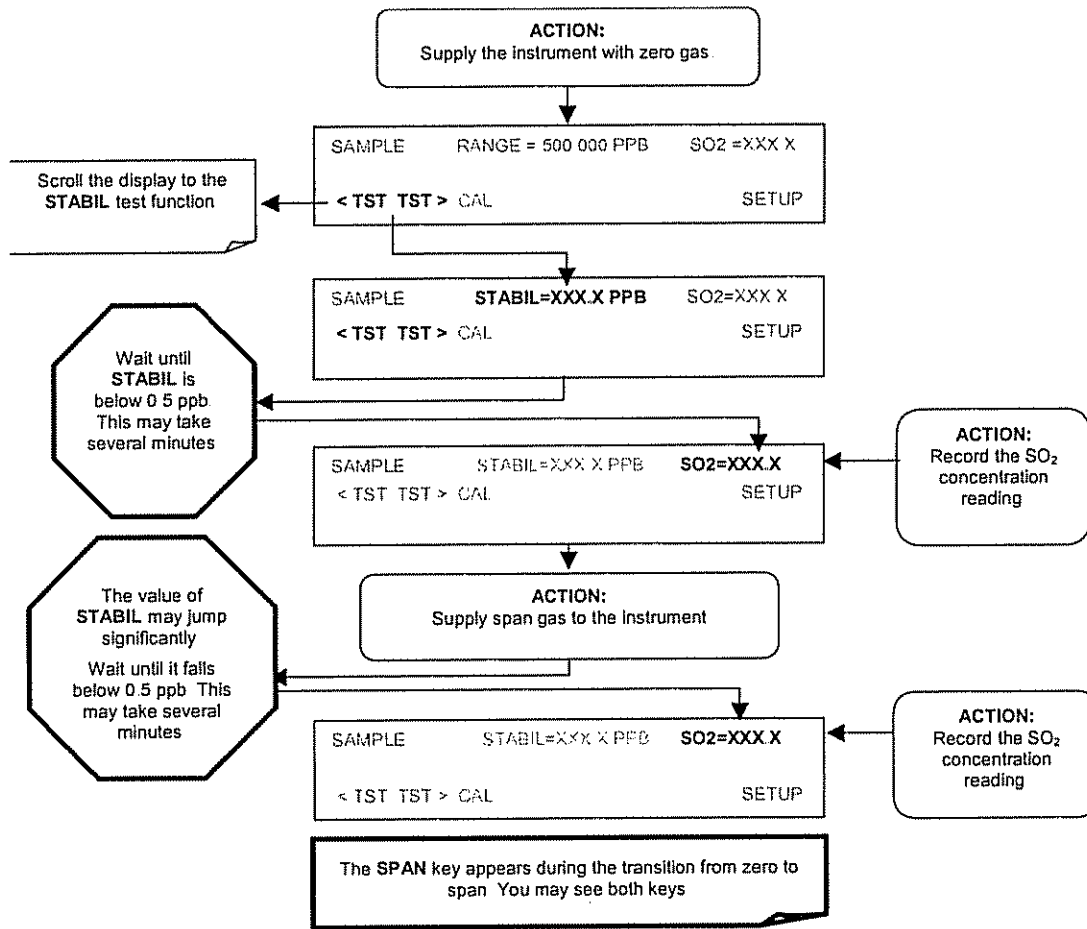 ACTION:
Supply the instrument with zero gas
SAMPLE RANGE = 500 000 PPB SO2 =XXX X
< TST TST > CAL SETUP
Scroll the display to the
STABIL test function
SAMPLE STABIL=XXX.X PPB SO2=XXX X
< TST TST > CAL SETUP
Wait until
STABIL is
below 0 5 ppb
This may take
several minutes
SAMPLE STABIL=XXX X PPB SO2=XXX.X
< TST TST > CAL SETUP
ACTION:
Record the SO₂
concentration
reading
ACTION:
Supply span gas to the instrument
The value of
STABIL may jump
significantly
Wait until it falls
below 0.5 ppb This
may take several
minutes
SAMPLE STABIL=XXX X PPB SO2=XXX.X
< TST TST > CAL SETUP
ACTION:
Record the SO₂
concentration
reading
The SPAN key appears during the transition from zero to
span You may see both keys